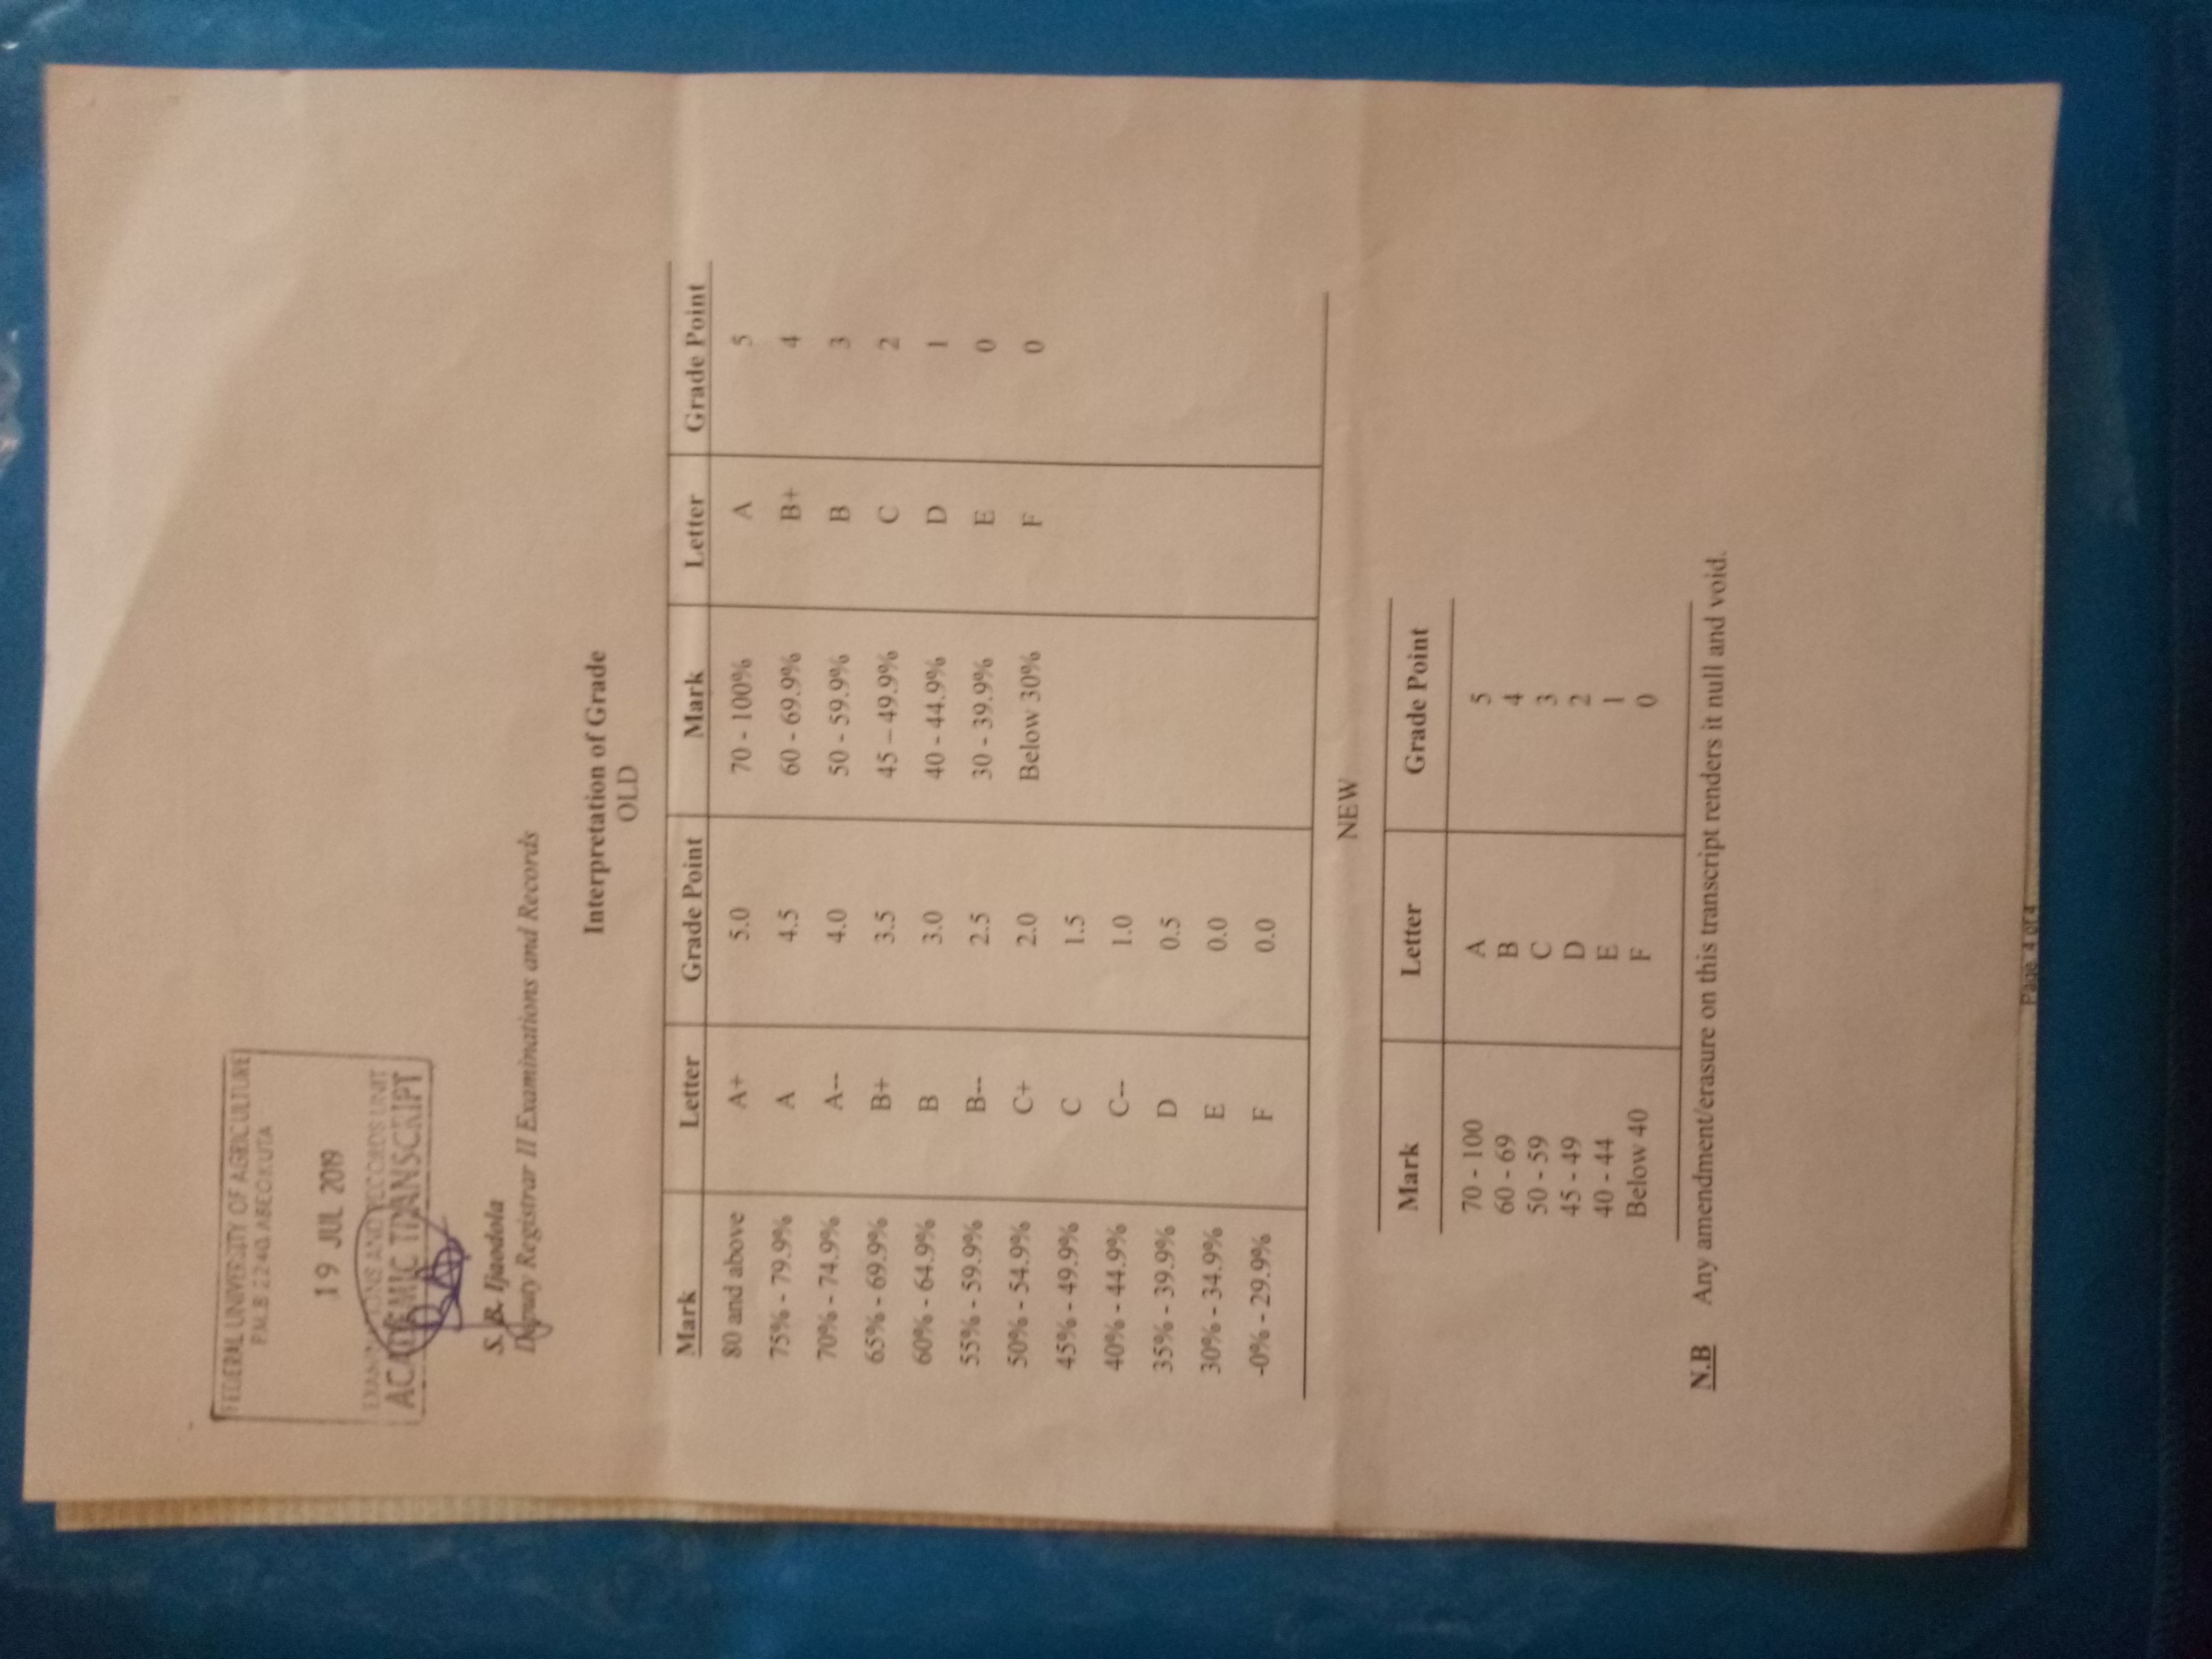 FEDERAL UNIVERSITY OF AGRICULTURE
P.M.B 2240, ABEOKUTA
19 JUL 2019
EXAMINATIONS AND RECORDS UNIT
ACADEMIC TRANSCRIPT
S. B. Ijaodola
Deputy Registrar II Examinations and Records
Interpretation of Grade
OLD
Mark Letter Grade Point Mark Letter Grade Point
80 and above A+ 5.0 70 - 100% A 5
75% - 79.9% A 4.5 60 - 69.9% B+ 4
70% - 74.9% A-- 4.0 50 - 59.9% B 3
65% - 69.9% B+ 3.5 45 – 49.9% C 2
60% - 64.9% B 3.0 40 - 44.9% D 1
55% - 59.9% B-- 2.5 30 - 39.9% E 0
50% - 54.9% C+ 2.0 Below 30% F 0
45% - 49.9% C 1.5
40% - 44.9% C-- 1.0
35% - 39.9% D 0.5
30% - 34.9% E 0.0
-0% - 29.9% F 0.0
NEW
Mark Letter Grade Point
70 - 100 A 5
60 - 69 B 4
50 - 59 C 3
45 - 49 D 2
40 - 44 E 1
Below 40 F 0
N.B Any amendment/erasure on this transcript renders it null and void.
Page 4 of 4